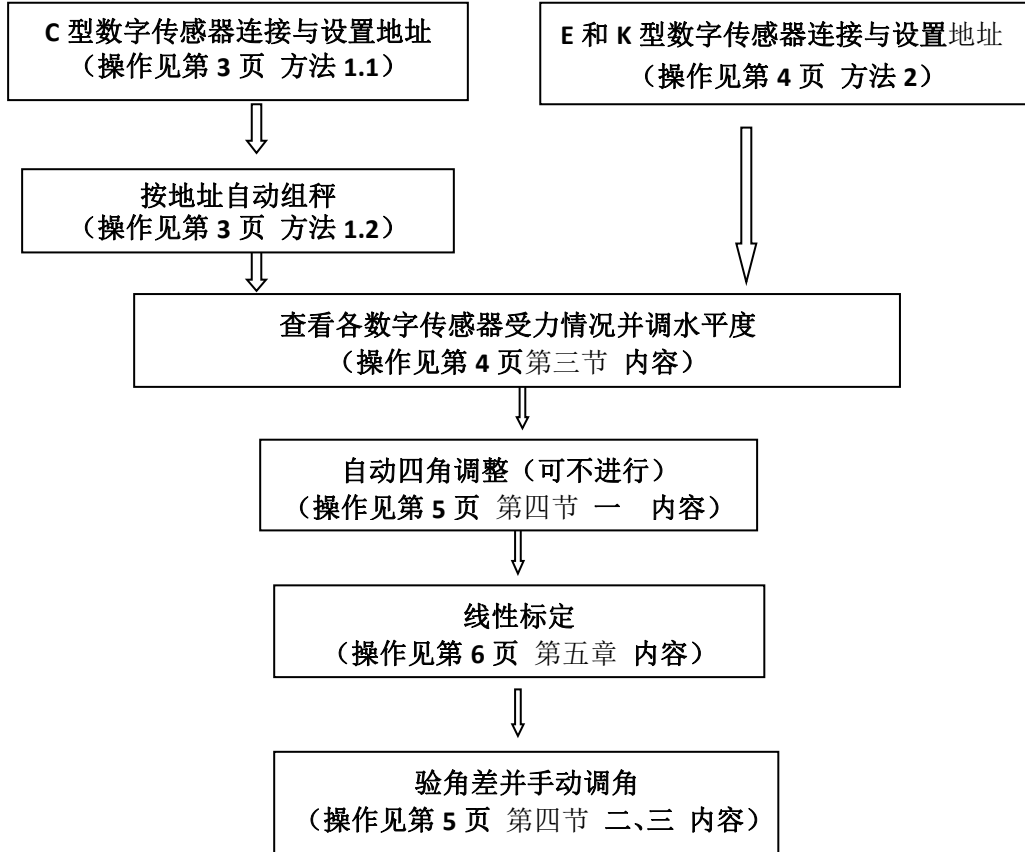 C 型数字传感器连接与设置地址
（操作见第 3 页 方法 1.1）
E 和 K 型数字传感器连接与设置地址
（操作见第 4 页 方法 2）
按地址自动组秤
（操作见第 3 页 方法 1.2）
查看各数字传感器受力情况并调水平度
（操作见第 4 页第三节 内容）
自动四角调整（可不进行）
（操作见第 5 页 第四节 一 内容）
线性标定
（操作见第 6 页 第五章 内容）
验角差并手动调角
（操作见第 5 页 第四节 二、三 内容）